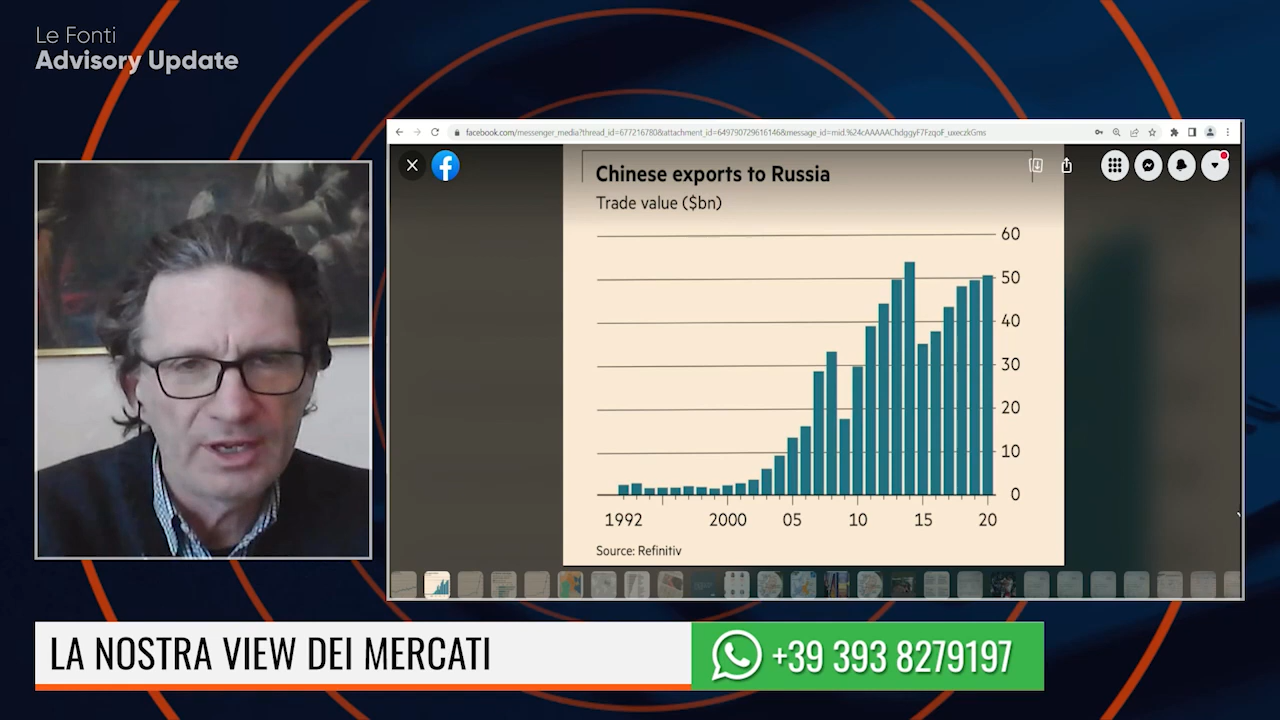 Le Fonti
Advisory Update
facebook.com/messenger_media?thread_id=677216780&attachment_id=649790729616146&message_id=mid.%24cAAAAAChdggyF7FzqoF_uxeczkGms
Chinese exports to Russia
Trade value ($bn)
60
50
40
30
20
10
0
1992 2000 05 10 15 20
Source: Refinitiv
LA NOSTRA VIEW DEI MERCATI
+39 393 8279197